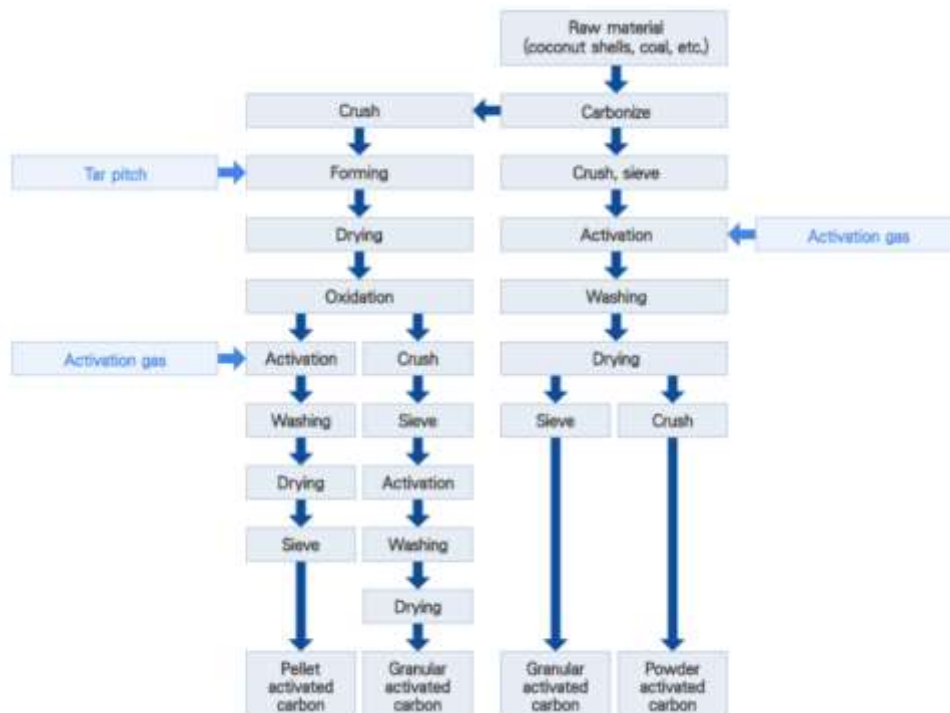 Raw material
(coconut shells, coal, etc.)
Crush
Carbonize
Tar pitch
Forming
Crush, sieve
Drying
Activation
Activation gas
Oxidation
Washing
Activation gas
Activation
Crush
Drying
Washing
Sieve
Sieve
Crush
Drying
Activation
Sieve
Washing
Drying
Pellet
activated
carbon
Granular
activated
carbon
Granular
activated
carbon
Powder
activated
carbon